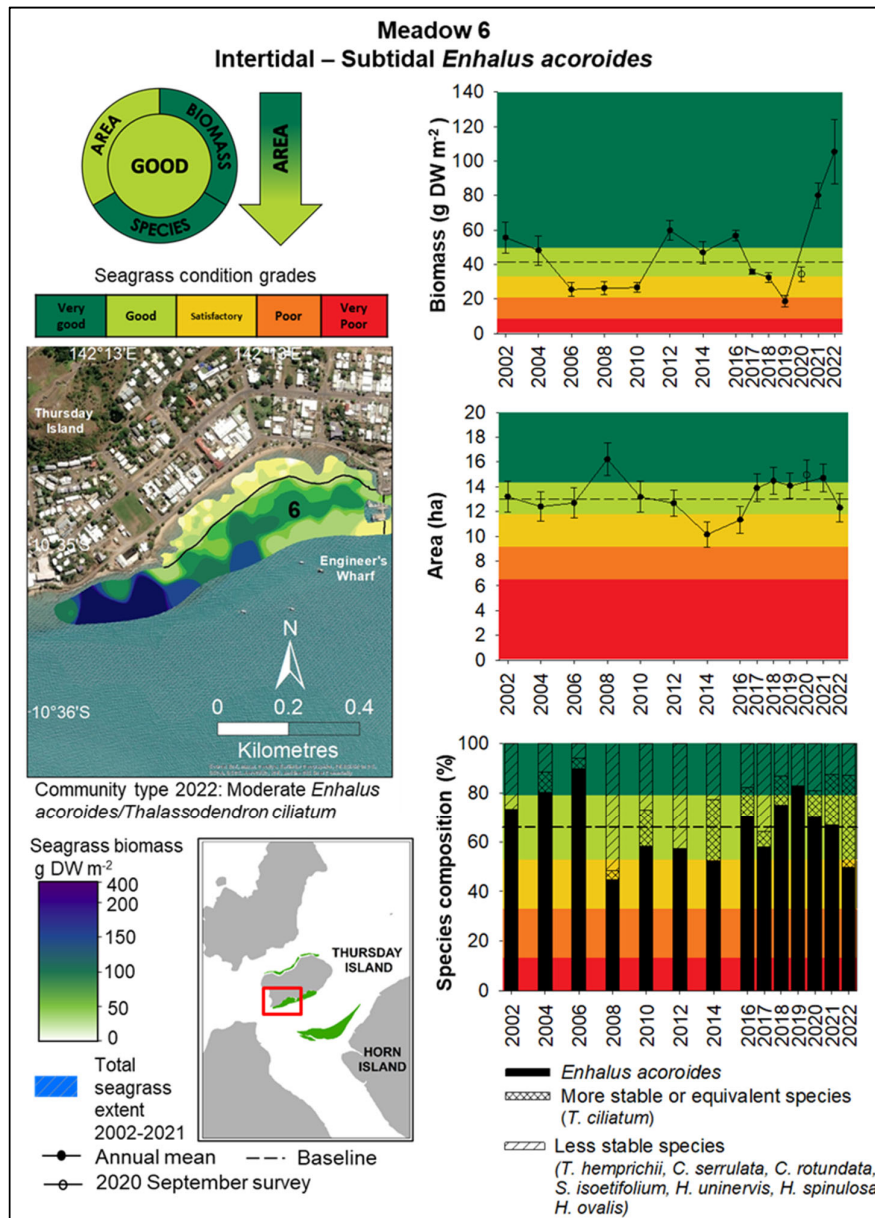 Meadow 6
Intertidal – Subtidal Enhalus acoroides
AREA
BIOMASS
GOOD
SPECIES
AREA
Seagrass condition grades
Very good
Good
Satisfactory
Poor
Very Poor
142°13'E
142°13'E
Thursday
Island
6
10°35'S
Engineer's
Wharf
N
10°36'S
0 0.2 0.4
Kilometres
Community type 2022: Moderate Enhalus
acoroides/Thalassodendron ciliatum
Seagrass biomass
g DW m-2
400
200
150
100
50
0
Total
seagrass
extent
2002-2021
Annual mean
Baseline
2020 September survey
THURSDAY
ISLAND
HORN
ISLAND
Biomass (g DW m-2)
140
120
100
80
60
40
20
0
2002 2004 2006 2008 2010 2012 2014 2016 2017 2018 2019 2020 2021 2022
Area (ha)
20
18
16
14
12
10
8
6
4
2
0
2002 2004 2006 2008 2010 2012 2014 2016 2017 2018 2019 2020 2021 2022
Species composition (%)
100
80
60
40
20
0
2002 2004 2006 2008 2010 2012 2014 2016 2017 2018 2019 2020 2021 2022
Enhalus acoroides
More stable or equivalent species
(T. ciliatum)
Less stable species
(T. hemprichii, C. serrulata, C. rotundata,
S. isoetifolium, H. uninervis, H. spinulosa,
H. ovalis)